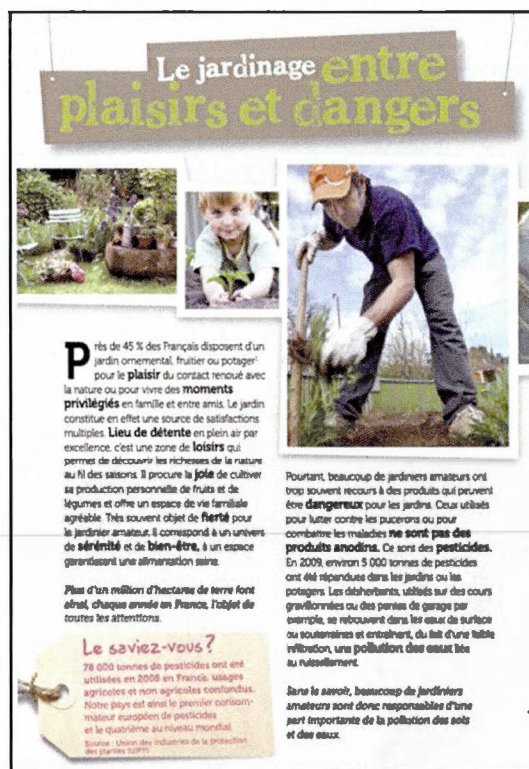 Le jardinage entre
plaisirs et dangers
Près de 45 % des Français disposent d'un
jardin ornemental, fruitier ou potager¹
pour le plaisir du contact renoué avec
la nature ou pour vivre des moments
privilégiés en famille et entre amis. Le jardin
constitue en effet une source de satisfactions
multiples. Lieu de détente en plein air par
excellence, c'est une zone de loisirs qui
permet de découvrir les richesses de la nature
au fil des saisons. Il procure la joie de cultiver
sa production personnelle de fruits et de
légumes et offre un espace de vie familiale
agréable. Très souvent objet de fierté pour
le jardinier amateur, il correspond à un univers
de sérénité et de bien-être, à un espace
garantissant une alimentation saine.
Plus d'un million d'hectares de terre font
ainsi, chaque année en France, l'objet de
toutes les attentions.
Le saviez-vous ?
78 000 tonnes de pesticides ont été
utilisées en 2008 en France, usages
agricoles et non agricoles confondus.
Notre pays est ainsi le premier consom-
mateur européen de pesticides
et le quatrième au niveau mondial.
Source : Union des industries de la protection
des plantes (UIPP)
Pourtant, beaucoup de jardiniers amateurs ont
trop souvent recours à des produits qui peuvent
être dangereux pour les jardins. Ceux utilisés
pour lutter contre les pucerons ou pour
combattre les maladies ne sont pas des
produits anodins. Ce sont des pesticides.
En 2009, environ 5 000 tonnes de pesticides
ont été répandues dans les jardins ou les
potagers. Les désherbants, utilisés sur des cours
gravillonnées ou des pentes de garage par
exemple, se retrouvent dans les eaux de surface
ou souterraines et entraînent, du fait d'une faible
infiltration, une pollution des eaux liée
au ruissellement.
Sans le savoir, beaucoup de jardiniers
amateurs sont donc responsables d'une
part importante de la pollution des sols
et des eaux.